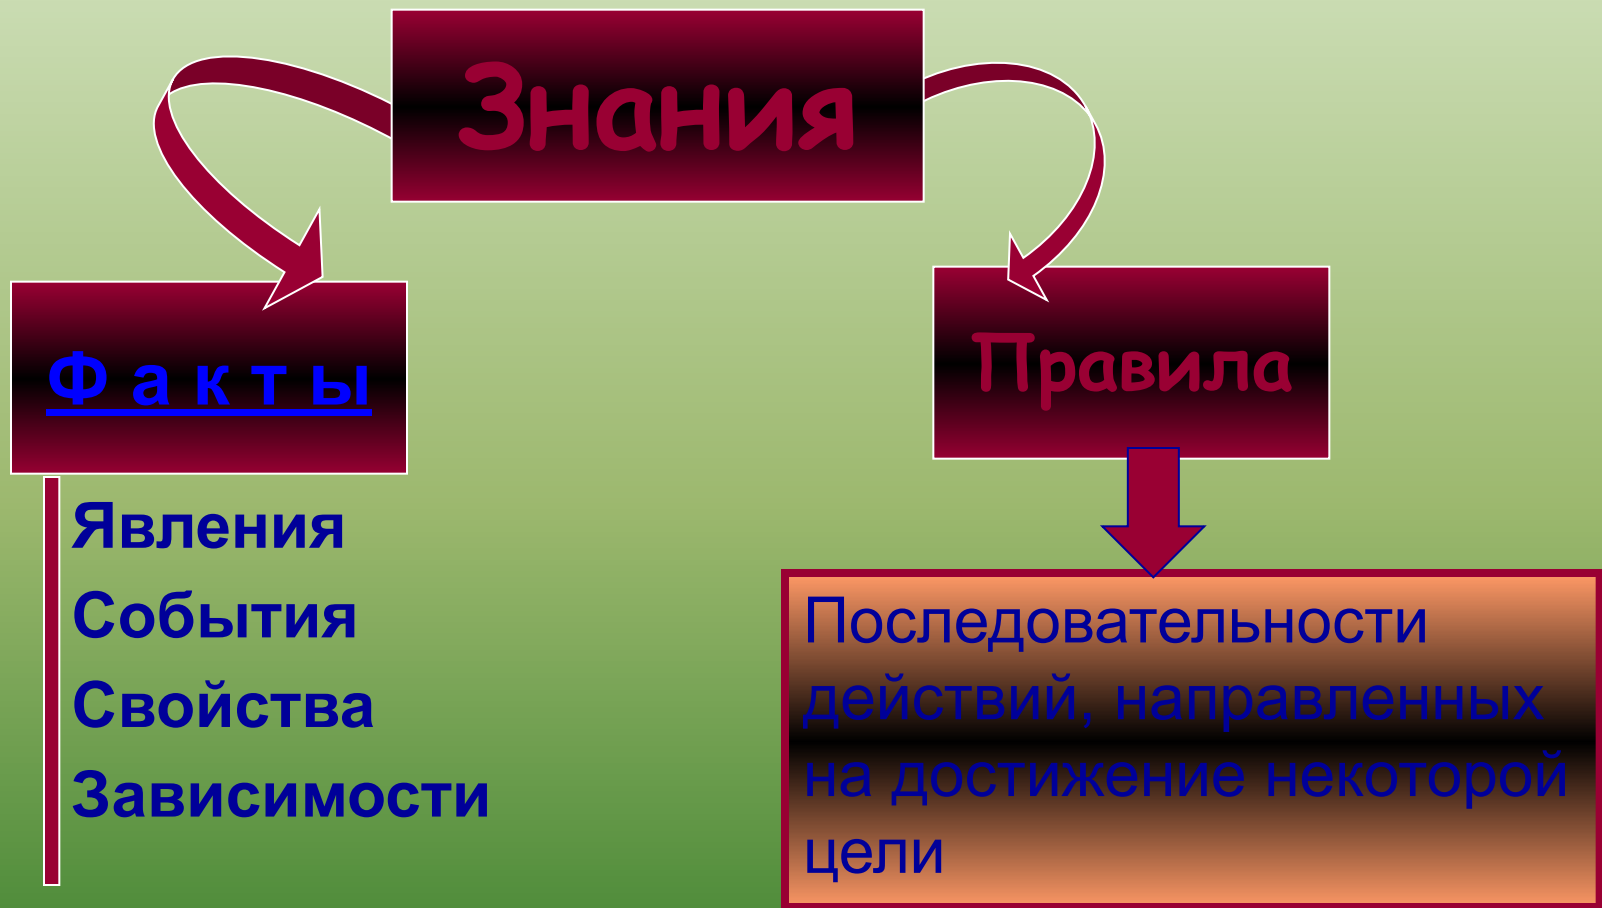 Знания
Ф а к т ы
Правила
Явления
События
Свойства
Зависимости
Последовательности
действий, направленных
на достижение некоторой
цели